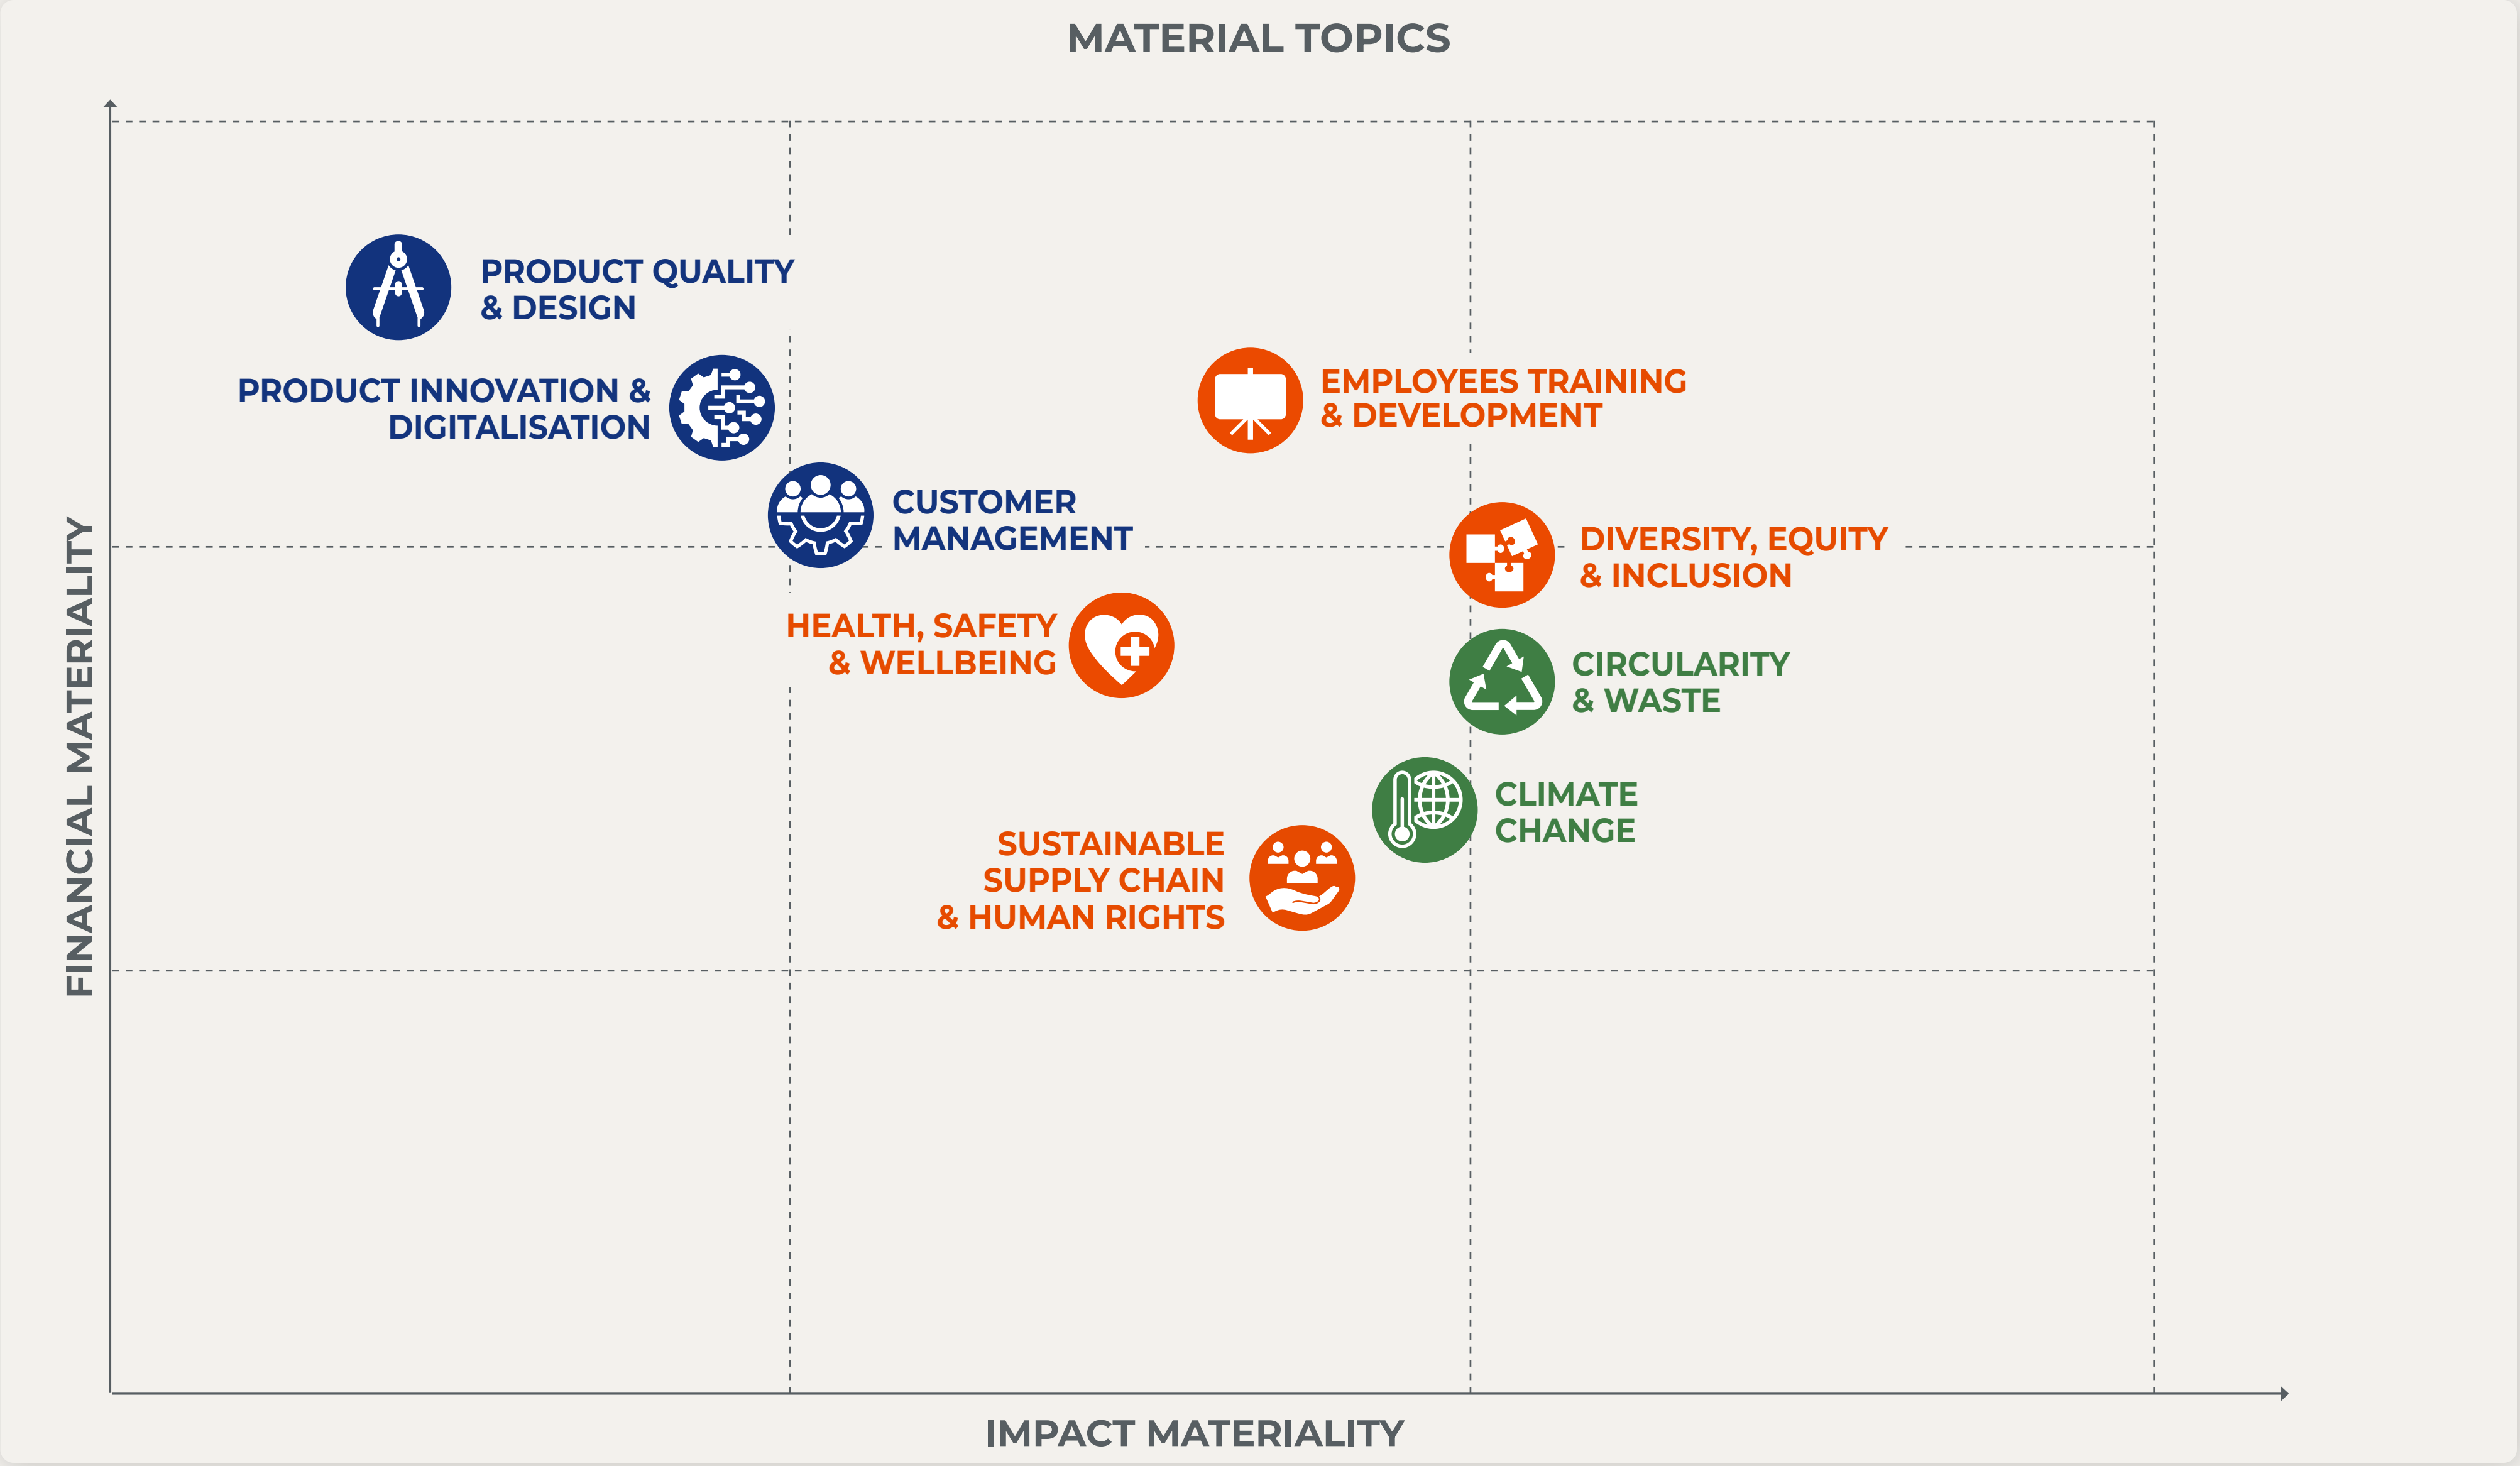 MATERIAL TOPICS
PRODUCT QUALITY
& DESIGN
PRODUCT INNOVATION &
DIGITALISATION
EMPLOYEES TRAINING
& DEVELOPMENT
CUSTOMER
MANAGEMENT
DIVERSITY, EQUITY
& INCLUSION
HEALTH, SAFETY
& WELLBEING
CIRCULARITY
& WASTE
CLIMATE
CHANGE
SUSTAINABLE
SUPPLY CHAIN
& HUMAN RIGHTS
FINANCIAL MATERIALITY
IMPACT MATERIALITY